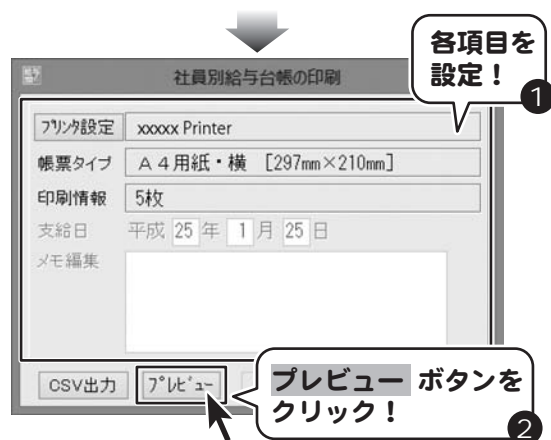 各項目を
設定！
1
社員別給与台帳の印刷
プリンタ設定 xxxxx Printer
帳票タイプ A4用紙・横 [297mm×210mm]
印刷情報 5枚
支給日 平成 25 年 1 月 25 日
メモ編集
CSV出力 プレビュー
プレビュー ボタンを
クリック！
2